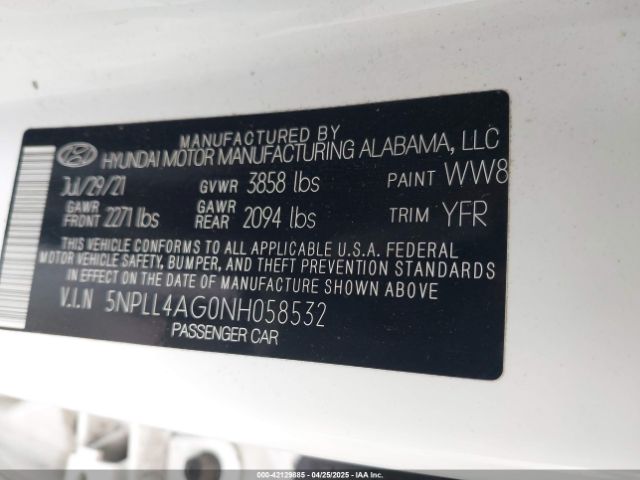 MANUFACTURED BY
HYUNDAI MOTOR MANUFACTURING ALABAMA, LLC
Jul/29/21 GVWR 3858 lbs PAINT WW8
GAWR FRONT 2271 lbs GAWR REAR 2094 lbs TRIM YFR
THIS VEHICLE CONFORMS TO ALL APPLICABLE U.S.A. FEDERAL
MOTOR VEHICLE SAFETY, BUMPER, AND THEFT PREVENTION STANDARDS
IN EFFECT ON THE DATE OF MANUFACTURE SHOWN ABOVE.
V.I.N 5NPLL4AG0NH058532
PASSENGER CAR
000-42129885 - 04/25/2025 - © IAA Inc.